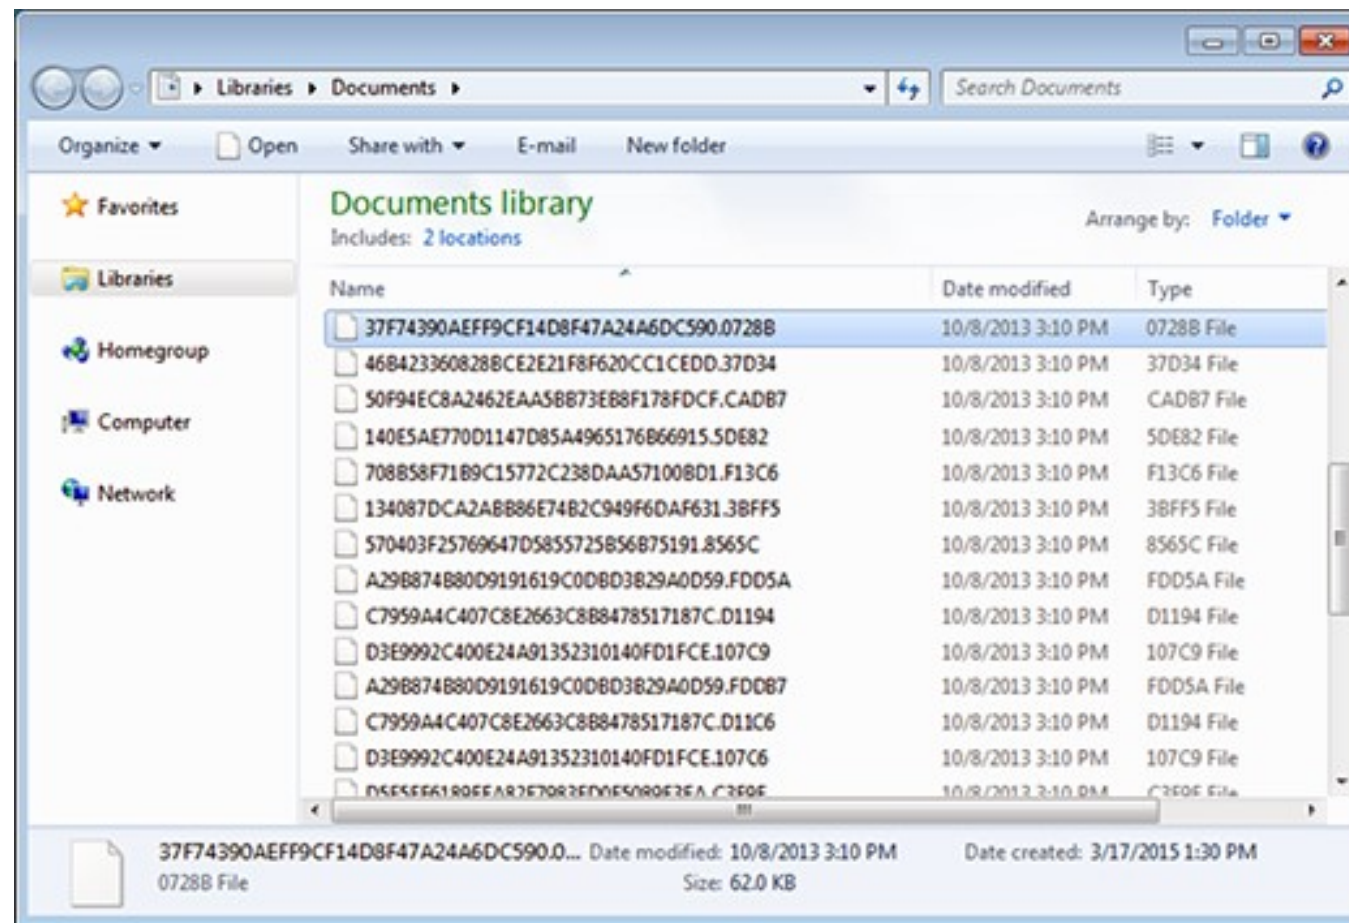 Libraries Documents Search Documents
Organize Open Share with E-mail New folder
Favorites
Libraries
Homegroup
Computer
Network
Documents library
Includes: 2 locations
Arrange by: Folder
Name Date modified Type
37F74390AEFF9CF14D8F47A24A6DC590.0728B 10/8/2013 3:10 PM 0728B File
46B423360828BCE2E21F8F620CC1CEDD.37D34 10/8/2013 3:10 PM 37D34 File
50F94EC8A2462EAA5BB73EB8F178FDCF.CADB7 10/8/2013 3:10 PM CADB7 File
140E5AE770D1147D85A4965176B66915.5DE82 10/8/2013 3:10 PM 5DE82 File
708B58F71B9C15772C238DAA57100BD1.F13C6 10/8/2013 3:10 PM F13C6 File
134087DCA2ABB86E74B2C949F6DAF631.3BFF5 10/8/2013 3:10 PM 3BFF5 File
570403F25769647D5855725B56B75191.8565C 10/8/2013 3:10 PM 8565C File
A29B874B80D9191619C0DBD3B29A0D59.FDD5A 10/8/2013 3:10 PM FDD5A File
C7959A4C407C8E2663C8B8478517187C.D1194 10/8/2013 3:10 PM D1194 File
D3E9992C400E24A91352310140FD1FCE.107C9 10/8/2013 3:10 PM 107C9 File
A29B874B80D9191619C0DBD3B29A0D59.FDDB7 10/8/2013 3:10 PM FDD5A File
C7959A4C407C8E2663C8B8478517187C.D11C6 10/8/2013 3:10 PM D1194 File
D3E9992C400E24A91352310140FD1FCE.107C6 10/8/2013 3:10 PM 107C9 File
10/8/2013 3:10 PM C3F9F File
37F74390AEFF9CF14D8F47A24A6DC590.0... Date modified: 10/8/2013 3:10 PM Date created: 3/17/2015 1:30 PM
0728B File Size: 62.0 KB